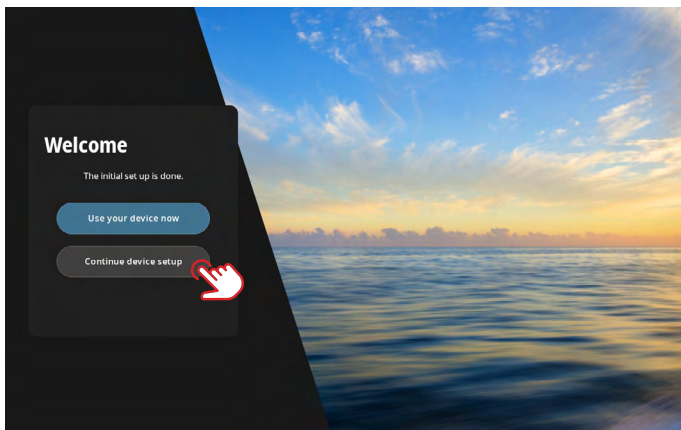 Welcome
The initial set up is done.
Use your device now
Continue device setup